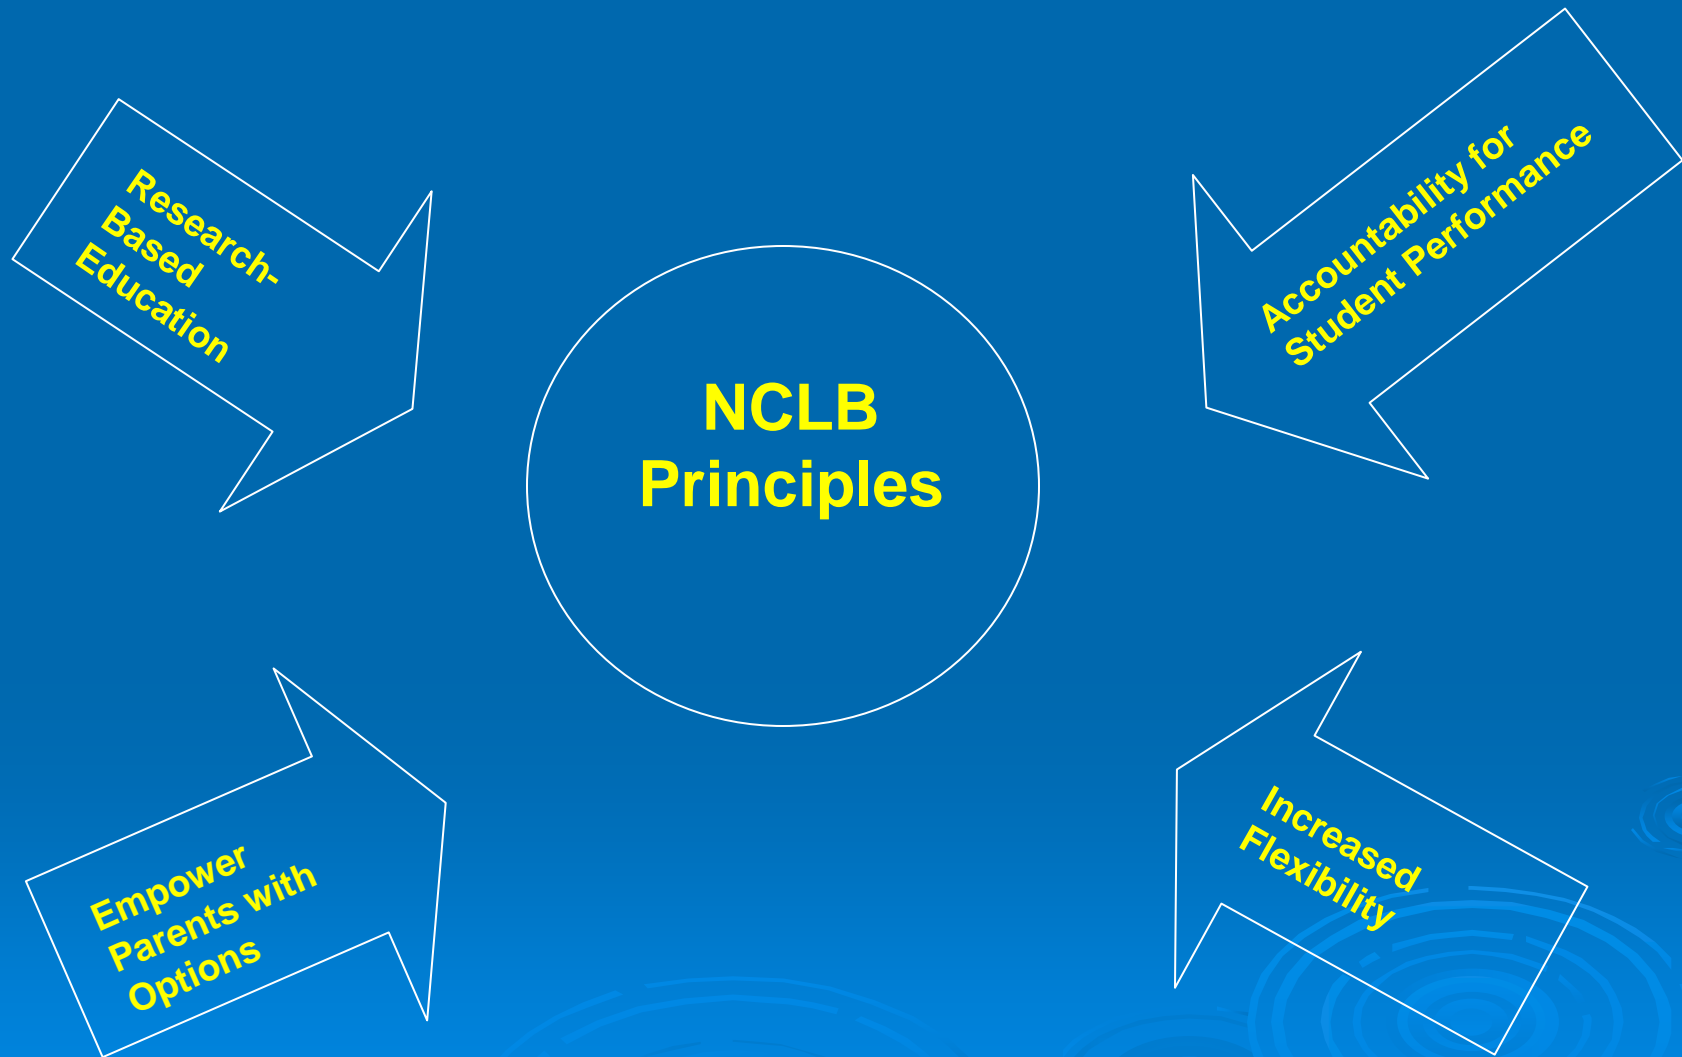 Research-
Based
Education
Accountability for
Student Performance
NCLB
Principles
Empower
Parents with
Options
Increased
Flexibility